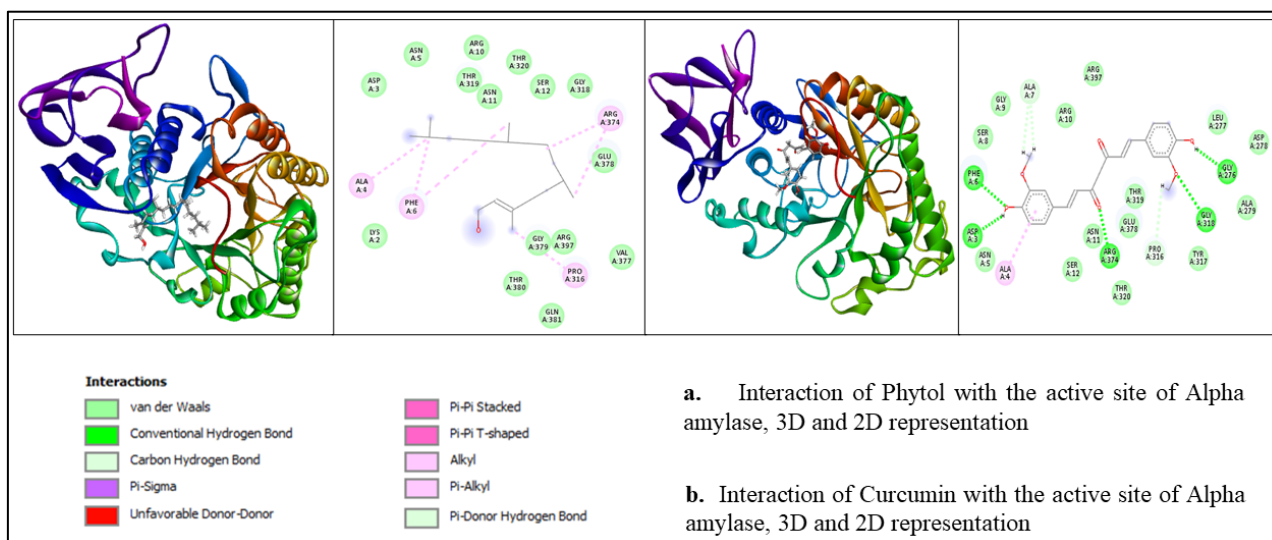 ASN
A:5
ARG
A:10
THR
A:320
ASP
A:3
THR
A:319
ASN
A:11
SER
A:12
GLY
A:318
ARG
A:374
GLU
A:378
ALA
A:4
PHE
A:6
LYS
A:2
GLY
A:379
ARG
A:397
VAL
A:377
PRO
A:316
THR
A:380
GLN
A:381
ARG
A:397
ALA
A:7
GLY
A:9
ARG
A:10
LEU
A:277
SER
A:8
ASP
A:278
GLY
A:276
PHE
A:6
THR
A:319
ALA
A:279
GLU
A:378
GLY
A:318
ASP
A:3
ASN
A:5
ASN
A:11
ARG
A:374
PRO
A:316
TYR
A:317
ALA
A:4
SER
A:12
THR
A:320
H
H
H
H
H
Interactions
van der Waals
Conventional Hydrogen Bond
Carbon Hydrogen Bond
Pi-Sigma
Unfavorable Donor-Donor
Pi-Pi Stacked
Pi-Pi T-shaped
Alkyl
Pi-Alkyl
Pi-Donor Hydrogen Bond
a. Interaction of Phytol with the active site of Alpha
amylase, 3D and 2D representation
b. Interaction of Curcumin with the active site of Alpha
amylase, 3D and 2D representation